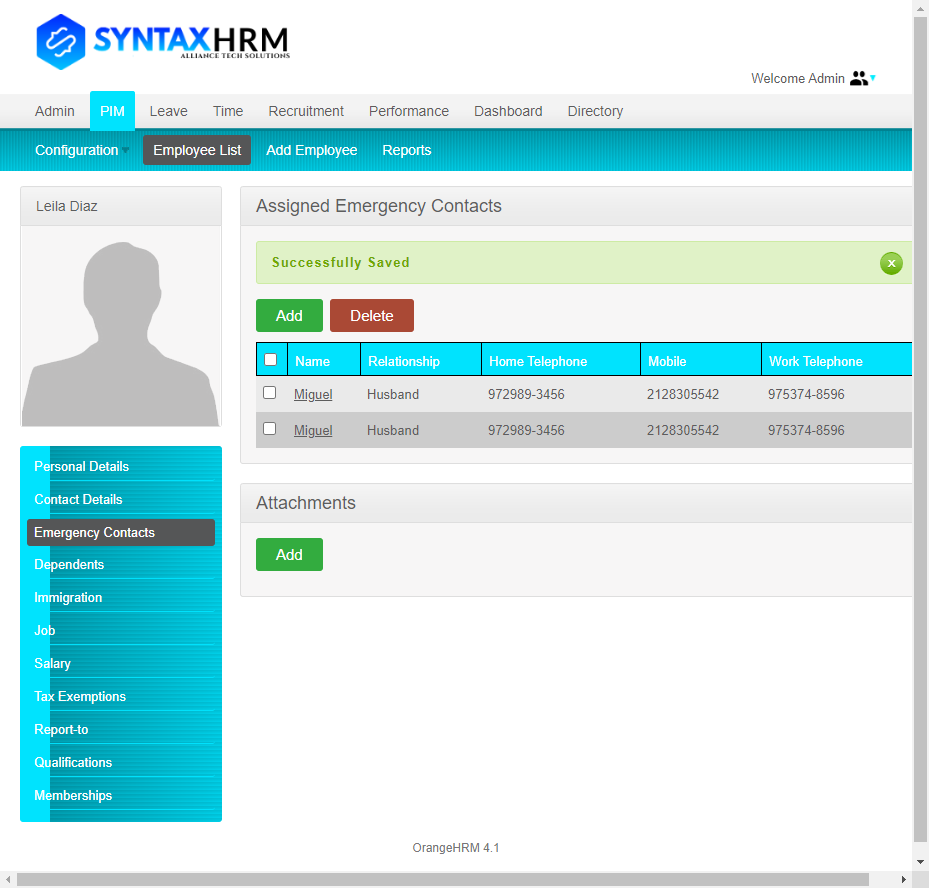 SYNTAXHRM
ALLIANCE TECH SOLUTIONS
Welcome Admin
Admin PIM Leave Time Recruitment Performance Dashboard Directory
Configuration Employee List Add Employee Reports
Leila Diaz
Assigned Emergency Contacts
Successfully Saved
Add Delete
Name Relationship Home Telephone Mobile Work Telephone
Miguel Husband 972989-3456 2128305542 975374-8596
Miguel Husband 972989-3456 2128305542 975374-8596
Personal Details
Contact Details
Emergency Contacts
Dependents
Immigration
Job
Salary
Tax Exemptions
Report-to
Qualifications
Memberships
Attachments
Add
OrangeHRM 4.1